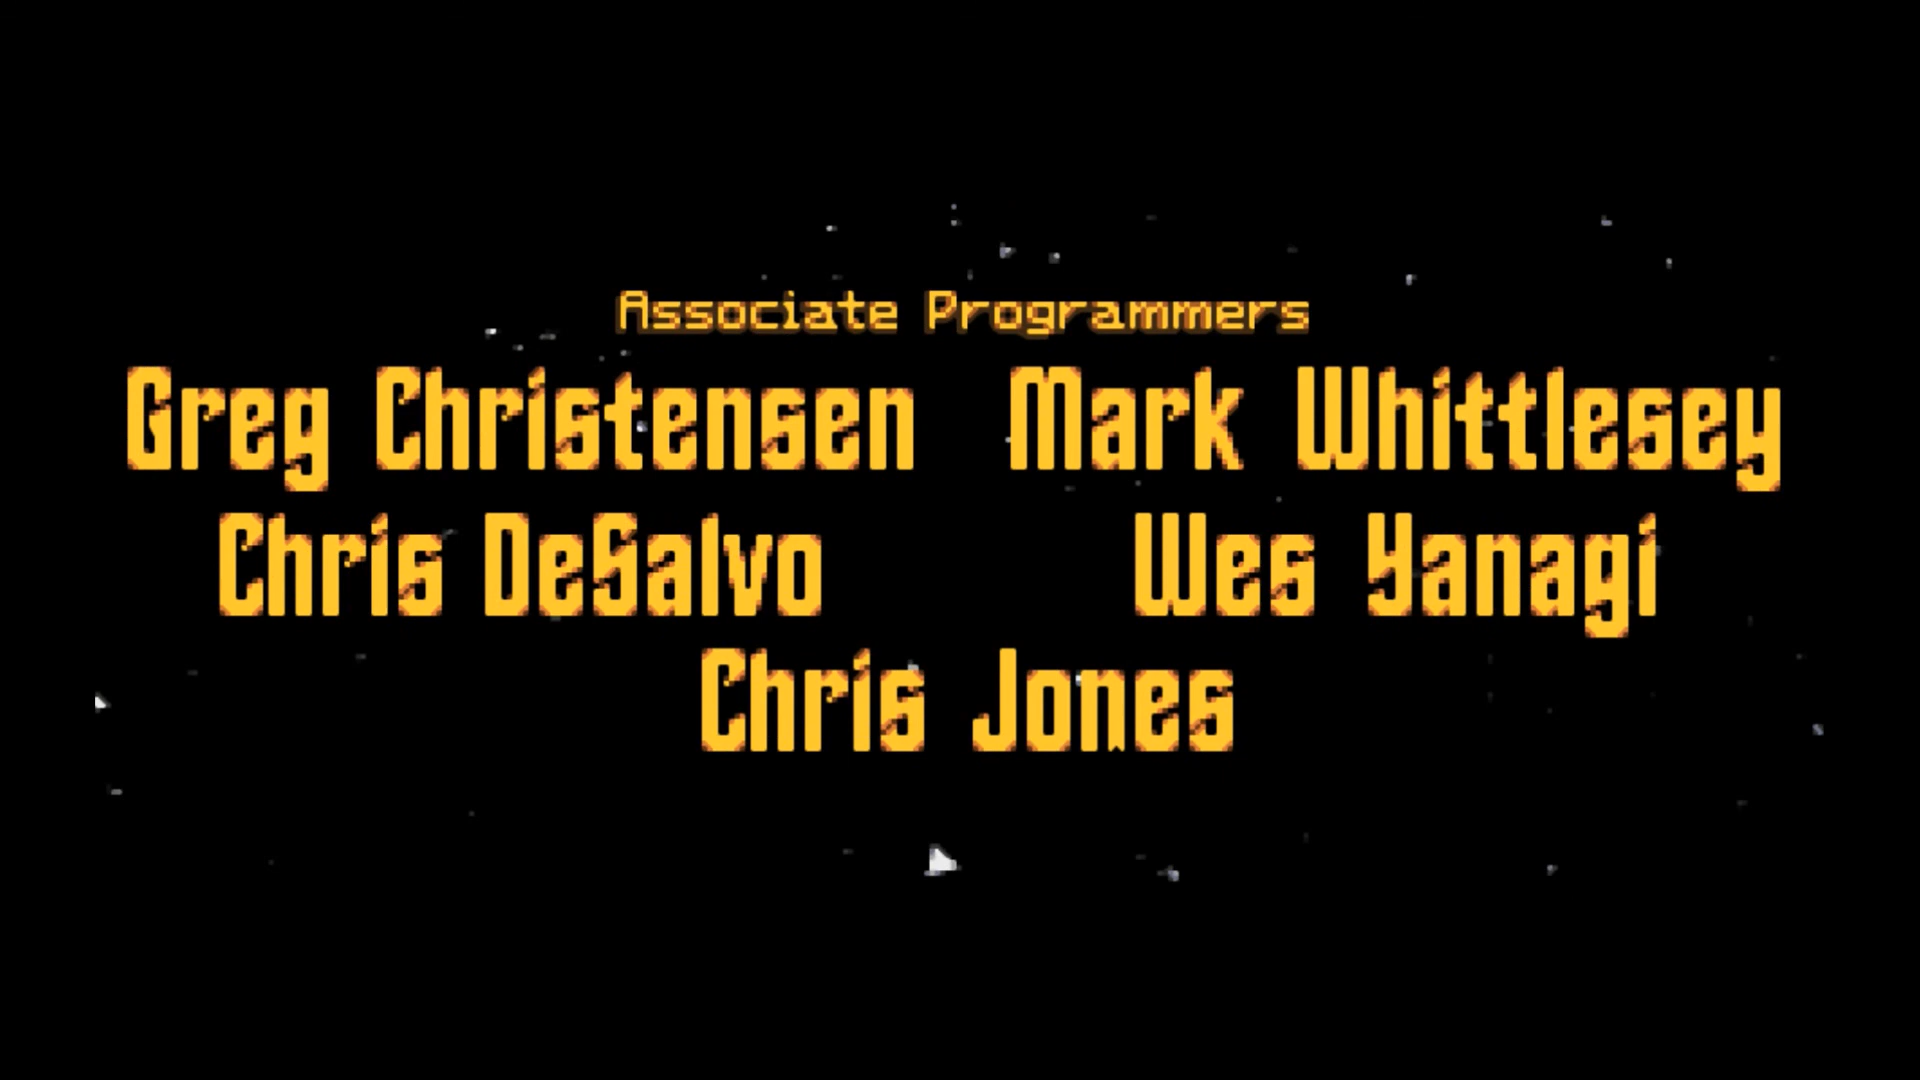 Associate Programmers
Greg Christensen Mark Whittlesey
Chris DeSalvo Wes Yanagi
Chris Jones